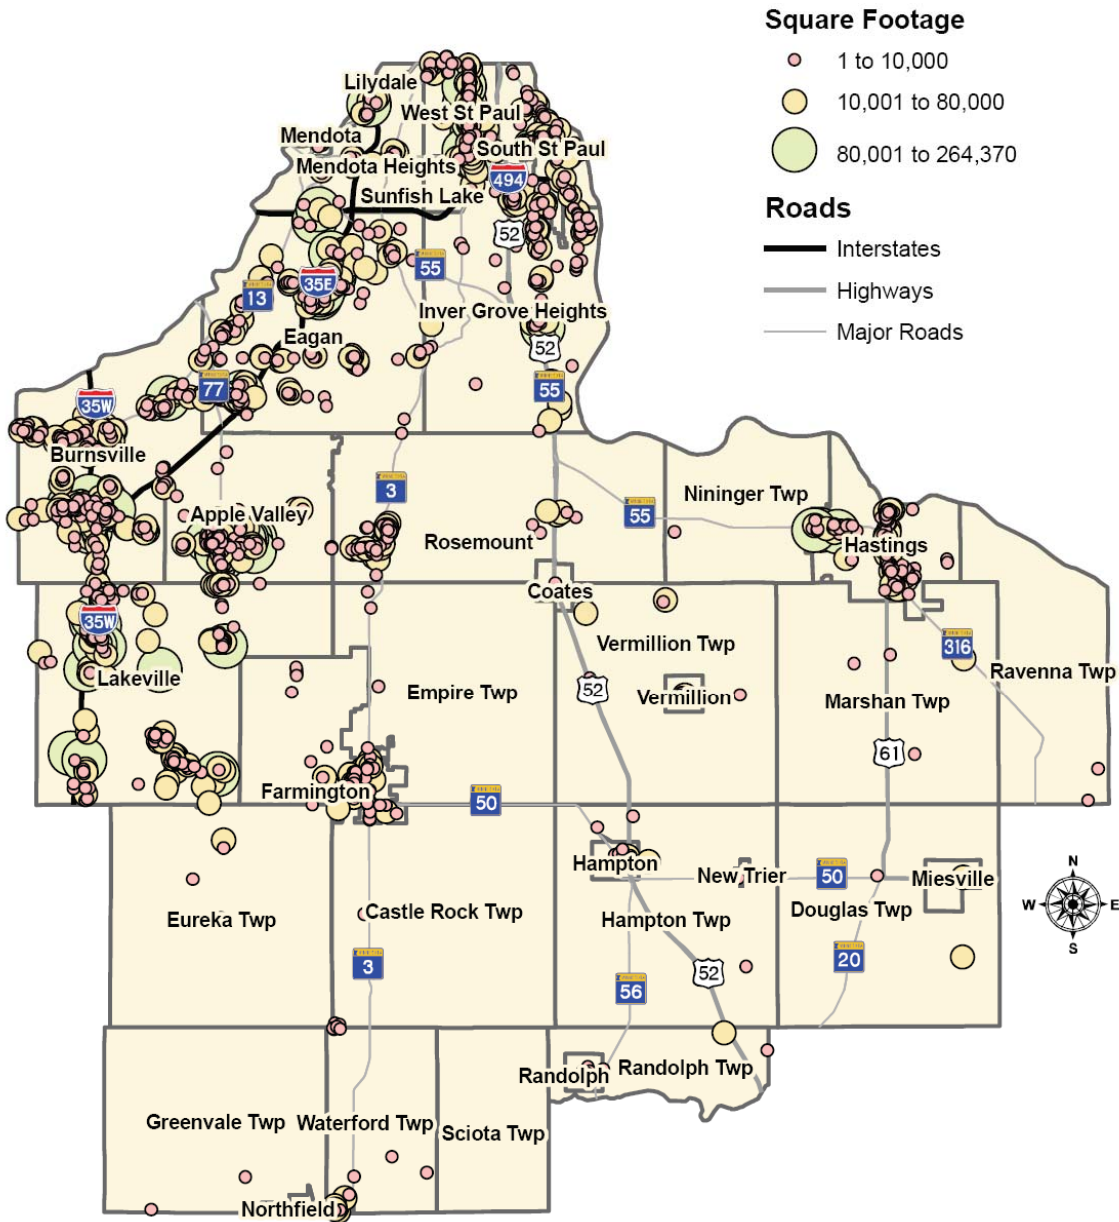 Square Footage
1 to 10,000
10,001 to 80,000
80,001 to 264,370
Roads
Interstates
Highways
Major Roads
Lilydale
West St Paul
Mendota
South St Paul
Mendota Heights
494
Sunfish Lake
52
55
35E
13
Inver Grove Heights
Eagan
52
77
55
35W
Burnsville
3
Nininger Twp
Apple Valley
55
Rosemount
Hastings
Coates
35W
Vermillion Twp
316
Ravenna Twp
Lakeville
Empire Twp
52
Vermillion
Marshan Twp
61
Farmington
50
Hampton
New Trier
50
Miesville
Eureka Twp
Castle Rock Twp
Hampton Twp
Douglas Twp
N
W
E
S
3
52
20
56
Randolph
Randolph Twp
Greenvale Twp
Waterford Twp
Sciota Twp
Northfield